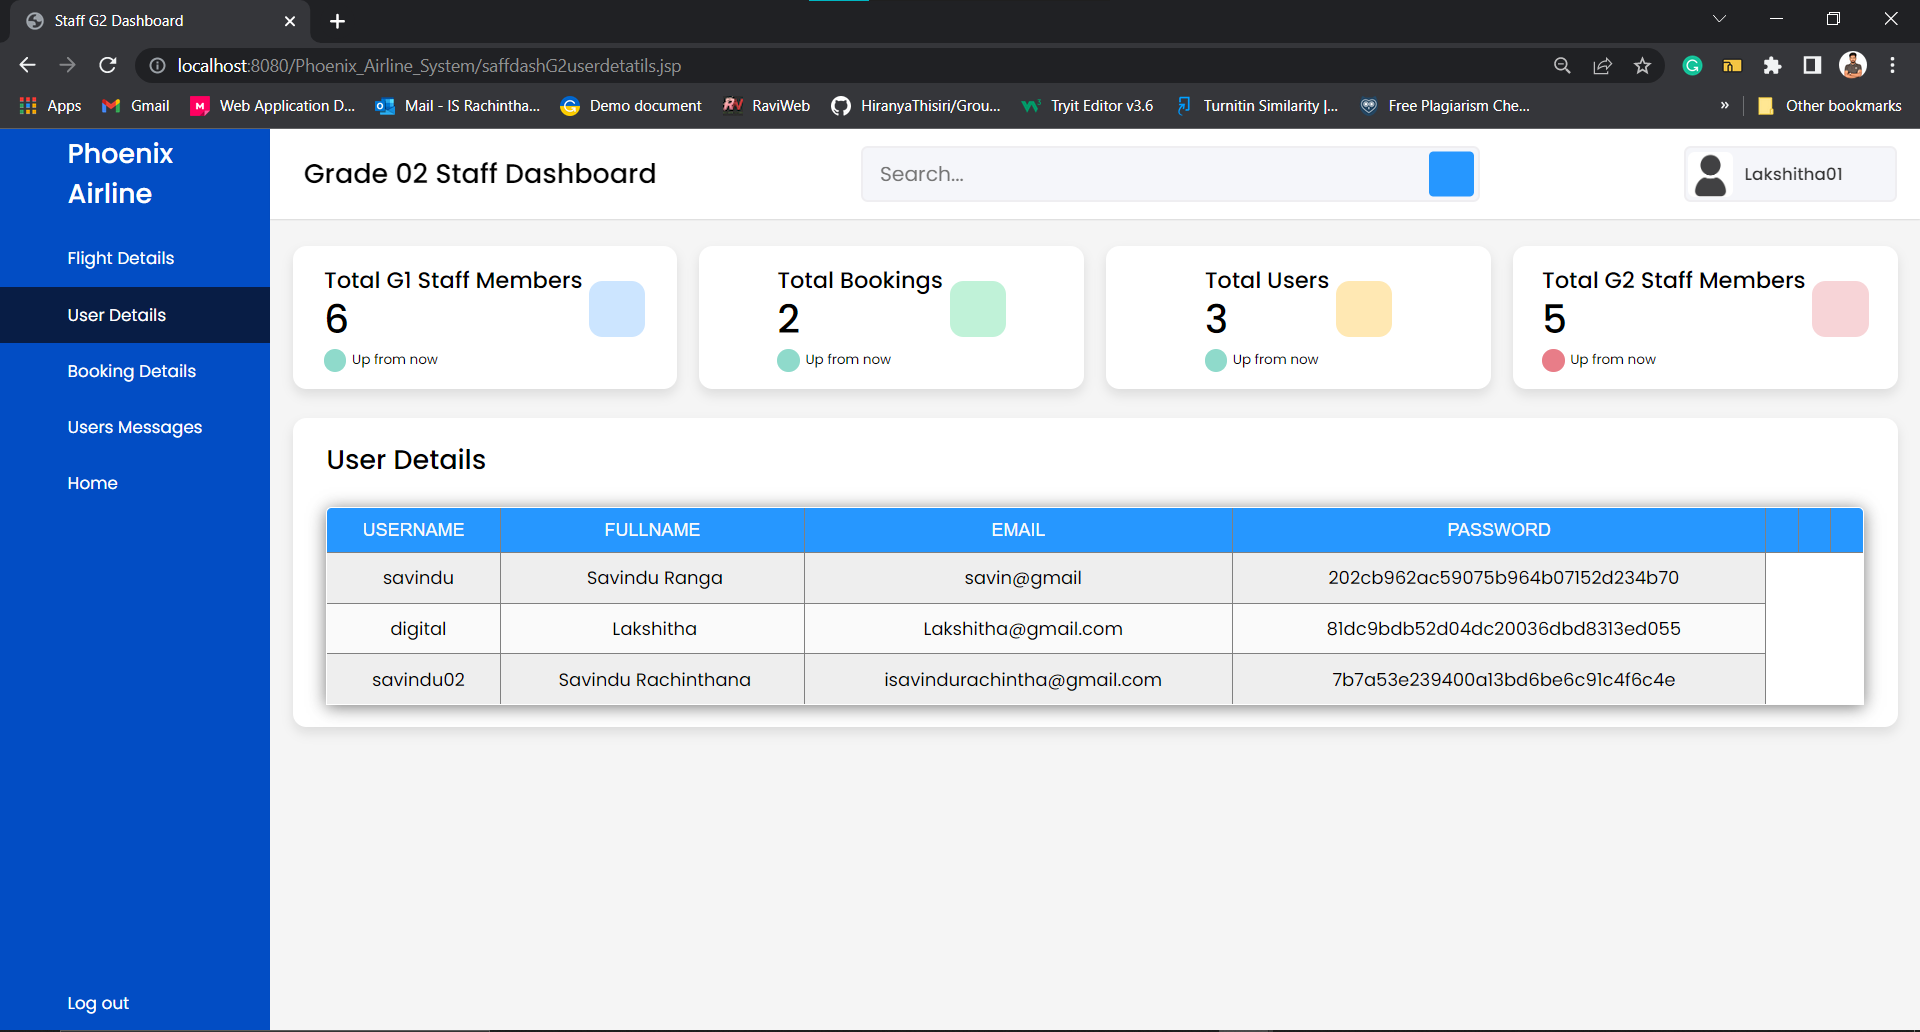 Staff G2 Dashboard
localhost:8080/Phoenix_Airline_System/saffdashG2userdetatils.jsp
Apps Gmail Web Application D... Mail - IS Rachintha... Demo document RaviWeb HiranyaThisiri/Grou... Tryit Editor v3.6 Turnitin Similarity |... Free Plagiarism Che... » Other bookmarks
Phoenix
Airline
Flight Details
User Details
Booking Details
Users Messages
Home
Log out
Grade 02 Staff Dashboard
Search...
Lakshitha01
Total G1 Staff Members
6
Up from now
Total Bookings
2
Up from now
Total Users
3
Up from now
Total G2 Staff Members
5
Up from now
User Details
USERNAME FULLNAME EMAIL PASSWORD
savindu Savindu Ranga savin@gmail 202cb962ac59075b964b07152d234b70
digital Lakshitha Lakshitha@gmail.com 81dc9bdb52d04dc20036dbd8313ed055
savindu02 Savindu Rachinthana isavindurachintha@gmail.com 7b7a53e239400a13bd6be6c91c4f6c4e